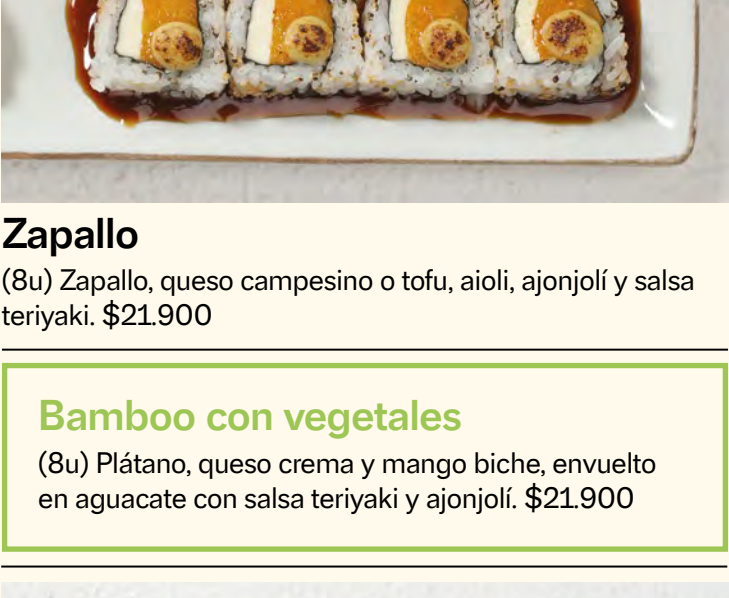 Zapallo
(8u) Zapallo, queso campesino o tofu, aioli, ajonjolí y salsa
teriyaki. $21.900
Bamboo con vegetales
(8u) Plátano, queso crema y mango biche, envuelto
en aguacate con salsa teriyaki y ajonjolí. $21.900